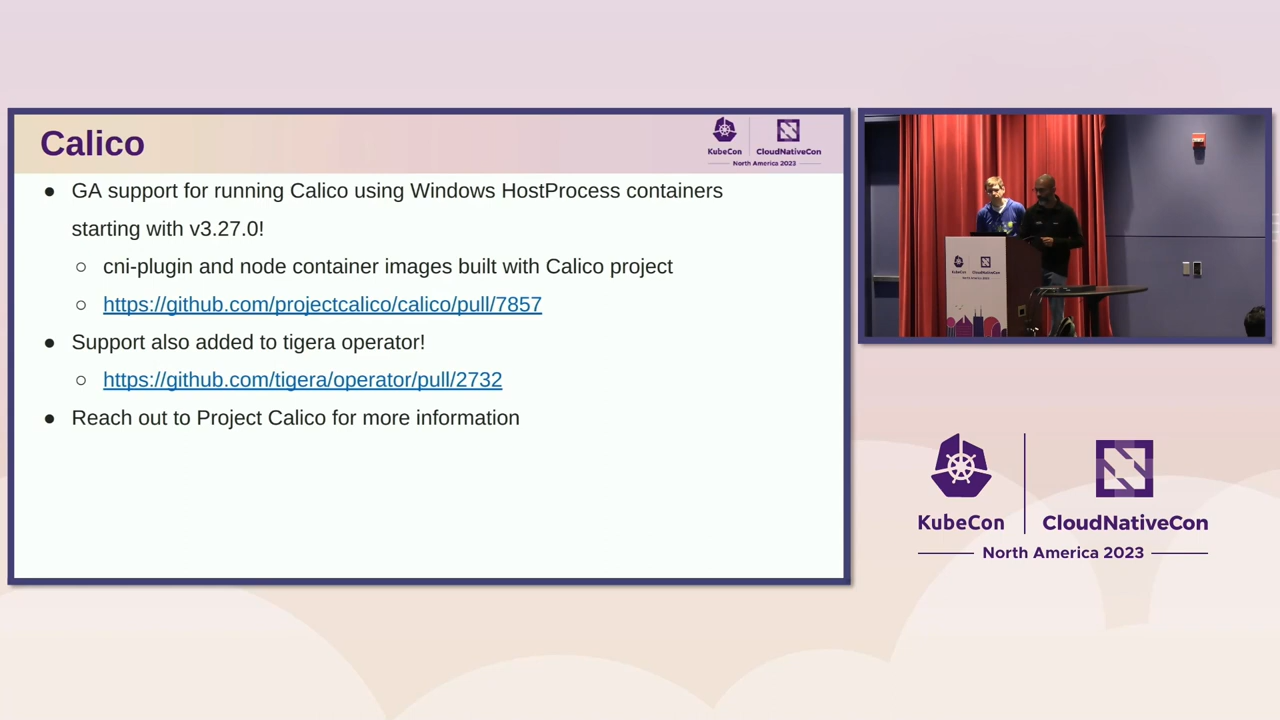 Calico
KubeCon
CloudNativeCon
North America 2023
● GA support for running Calico using Windows HostProcess containers
starting with v3.27.0!
○ cni-plugin and node container images built with Calico project
○ https://github.com/projectcalico/calico/pull/7857
● Support also added to tigera operator!
○ https://github.com/tigera/operator/pull/2732
● Reach out to Project Calico for more information
KubeCon
CloudNativeCon
KubeCon
CloudNativeCon
North America 2023